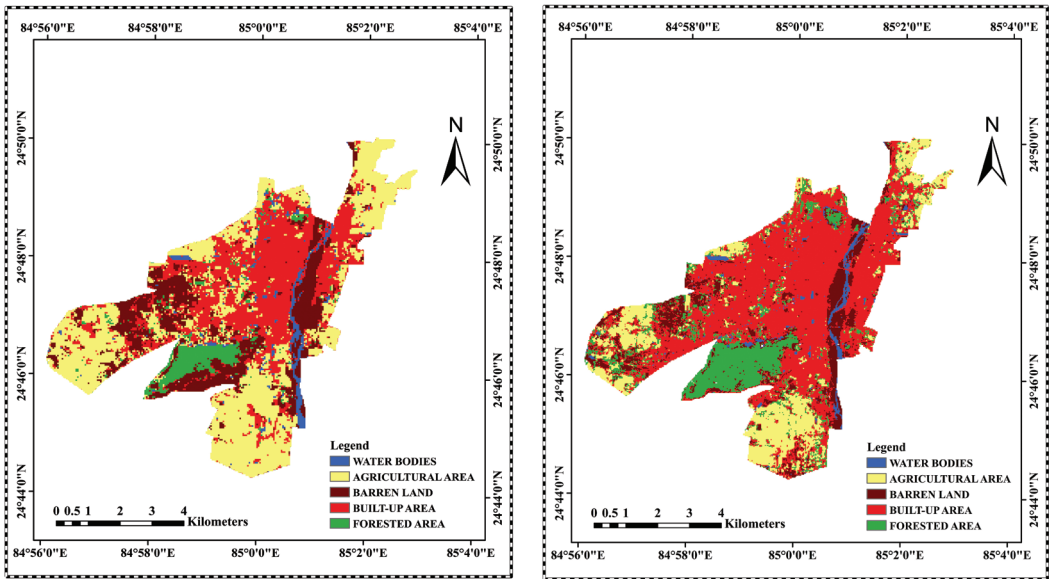 84°56'0"E 84°58'0"E 85°0'0"E 85°2'0"E 85°4'0"E
24°50'0"N 24°50'0"N
N
24°48'0"N 24°48'0"N
24°46'0"N 24°46'0"N
24°44'0"N 24°44'0"N
Legend
WATER BODIES
AGRICULTURAL AREA
BARREN LAND
BUILT-UP AREA
FORESTED AREA
0 0.5 1 2 3 4
Kilometers
84°56'0"E 84°58'0"E 85°0'0"E 85°2'0"E 85°4'0"E
84°56'0"E 84°58'0"E 85°0'0"E 85°2'0"E 85°4'0"E
24°50'0"N 24°50'0"N
N
24°48'0"N 24°48'0"N
24°46'0"N 24°46'0"N
24°44'0"N 24°44'0"N
Legend
WATER BODIES
AGRICULTURAL AREA
BARREN LAND
BUILT-UP AREA
FORESTED AREA
0 0.5 1 2 3 4
Kilometers
84°56'0"E 84°58'0"E 85°0'0"E 85°2'0"E 85°4'0"E